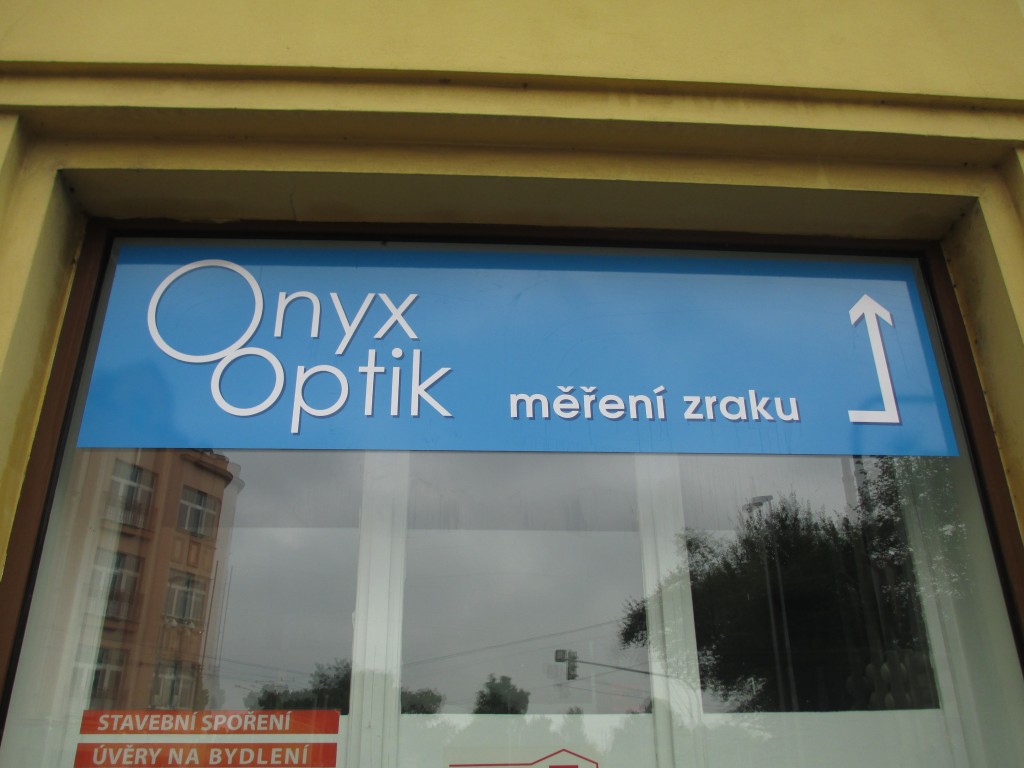 Onyx
Optik
měření zraku
STAVEBNÍ SPOŘENÍ
ÚVĚRY NA BYDLENÍ